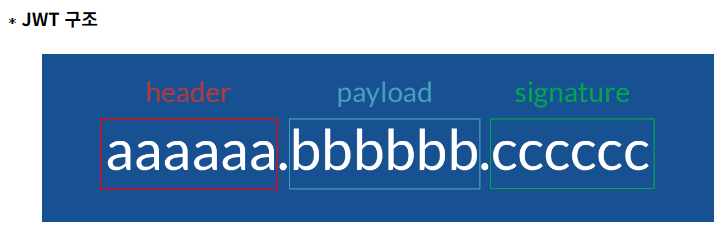 * JWT 구조
header payload signature
aaaaaa.bbbbbb.cccccc